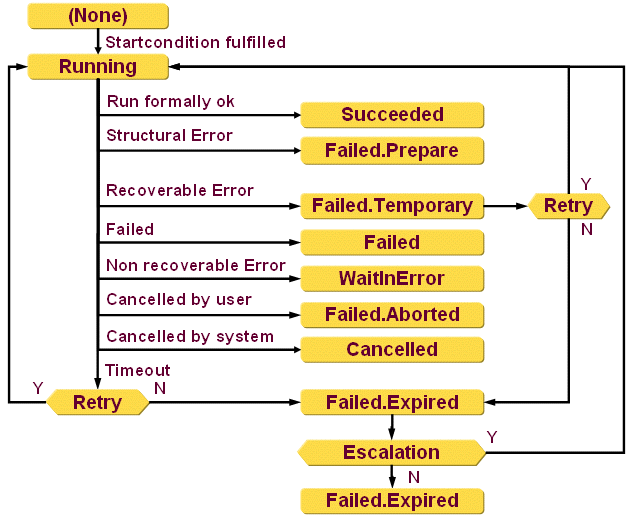 (None)
Startcondition fulfilled
Running
Run formally ok
Succeeded
Structural Error
Failed.Prepare
Recoverable Error
Failed.Temporary
Retry
Y
N
Failed
Failed
Non recoverable Error
WaitInError
Cancelled by user
Failed.Aborted
Cancelled by system
Cancelled
Timeout
Y
Retry
N
Failed.Expired
Escalation
Y
N
Failed.Expired